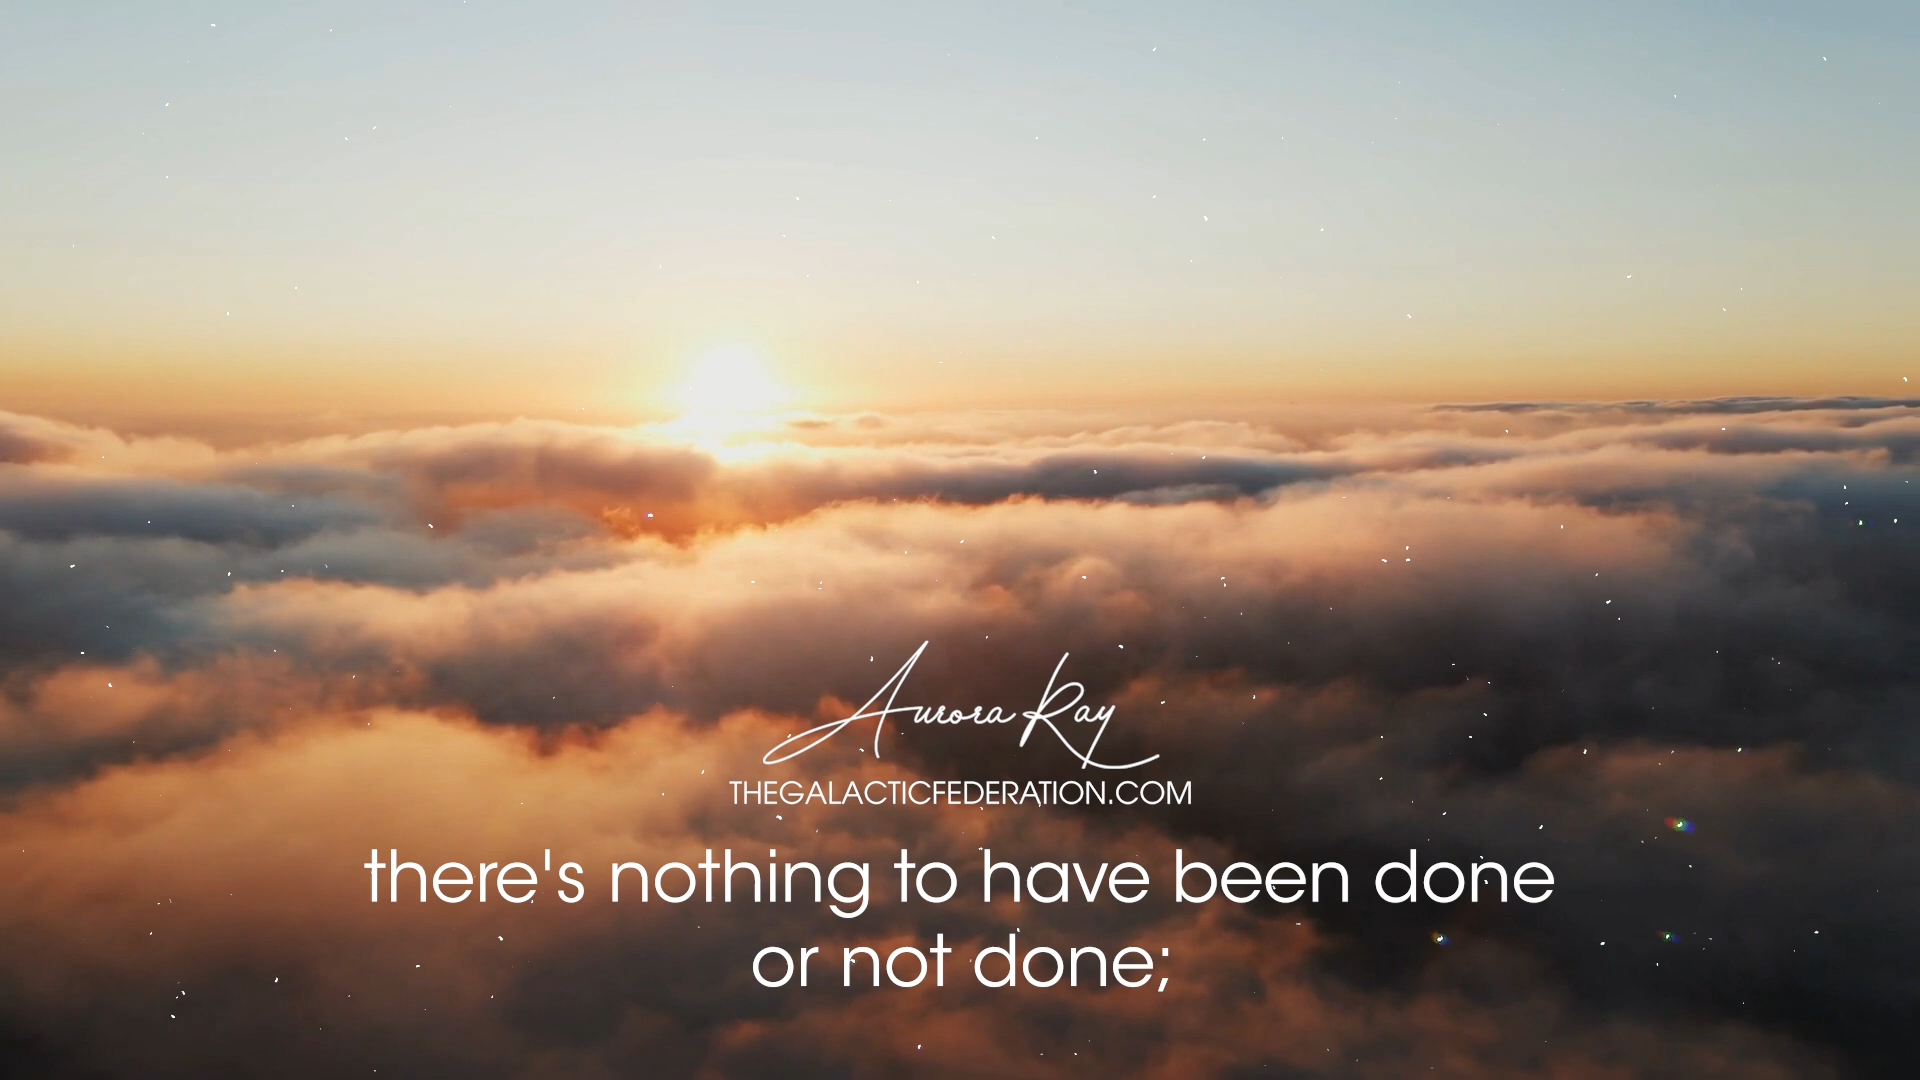 Aurora Ray
THEGALACTICFEDERATION.COM
there's nothing to have been done
or not done;